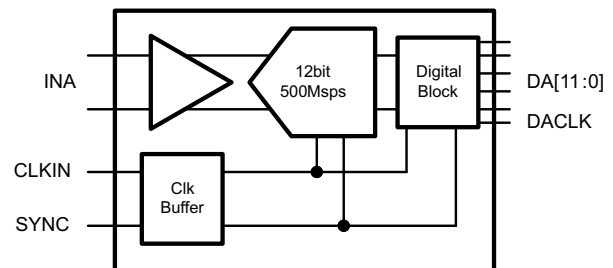 INA
12bit
500Msps
Digital
Block
DA[11:0]
DACLK
CLKIN
Clk
Buffer
SYNC